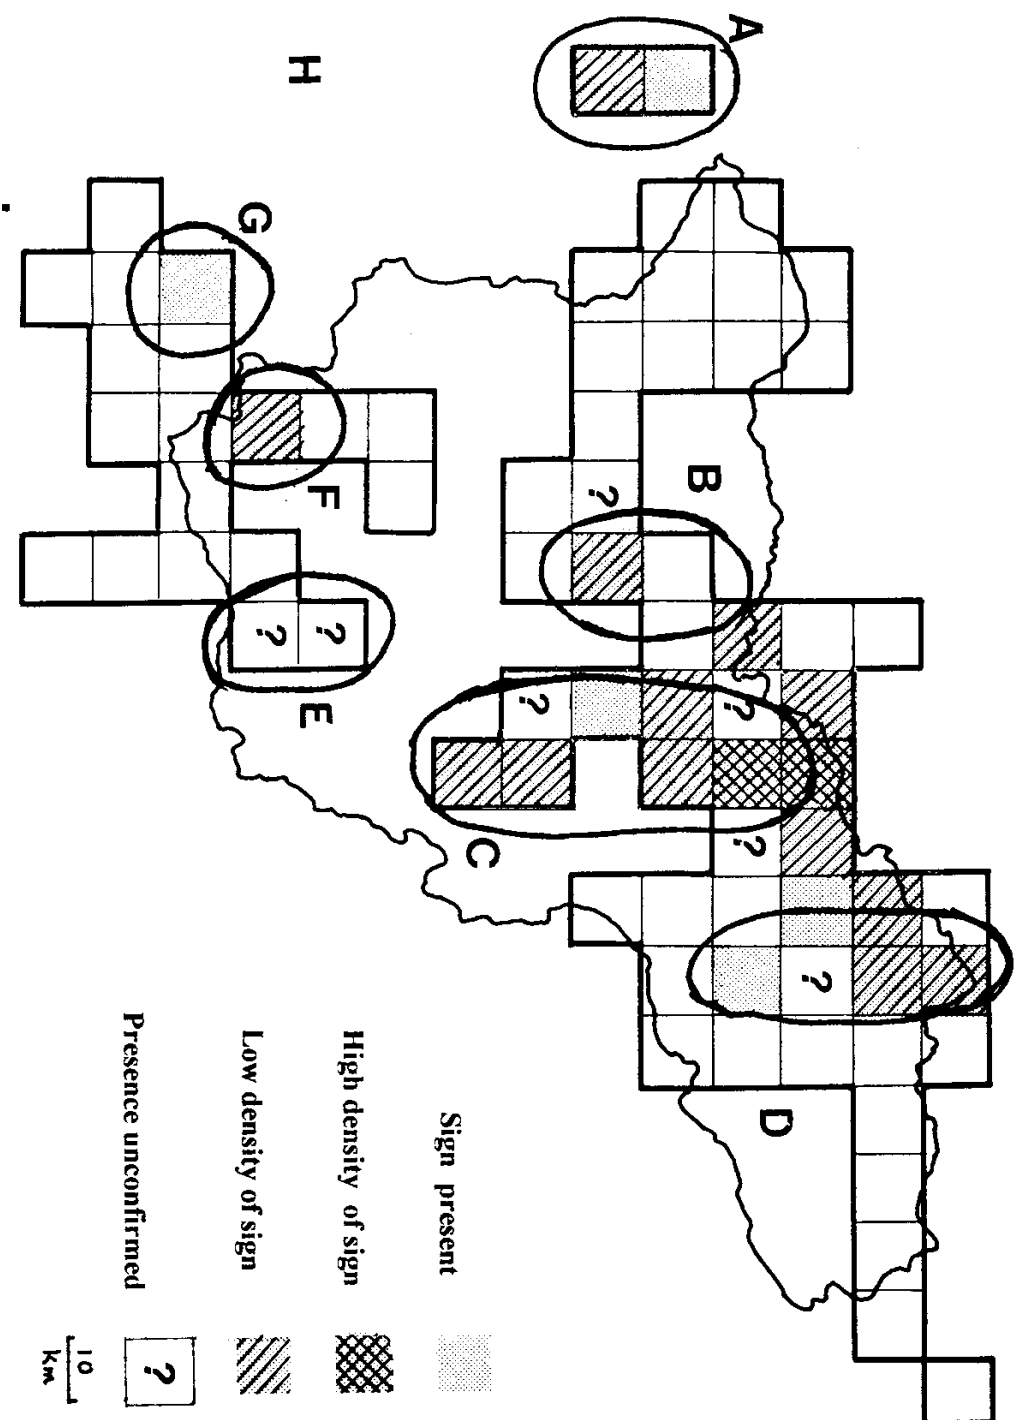 A
H
G
B
F
?
?
?
E
?
?
C
?
?
D
Sign present
High density of sign
Low density of sign
Presence unconfirmed
?
10
km